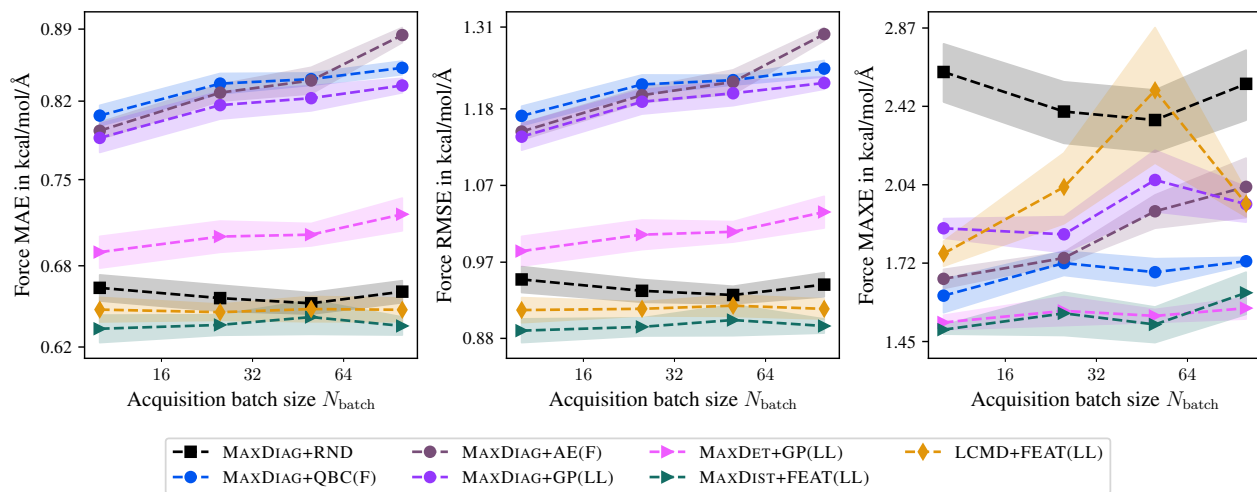 Force MAE in kcal/mol/Å
0.89
0.82
0.75
0.68
0.62
16 32 64
Acquisition batch size N_batch
Force RMSE in kcal/mol/Å
1.31
1.18
1.07
0.97
0.88
16 32 64
Acquisition batch size N_batch
Force MAXE in kcal/mol/Å
2.87
2.42
2.04
1.72
1.45
16 32 64
Acquisition batch size N_batch
MAXDIAG+RND
MAXDIAG+QBC(F)
MAXDIAG+AE(F)
MAXDIAG+GP(LL)
MAXDET+GP(LL)
MAXDIST+FEAT(LL)
LCMD+FEAT(LL)